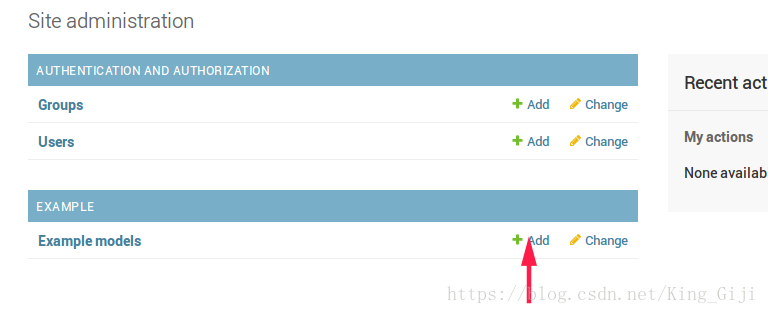 Site administration
AUTHENTICATION AND AUTHORIZATION
Groups Add Change
Users Add Change
EXAMPLE
Example models Add Change
Recent act
My actions
None availab
https://blog.csdn.net/King_Giji